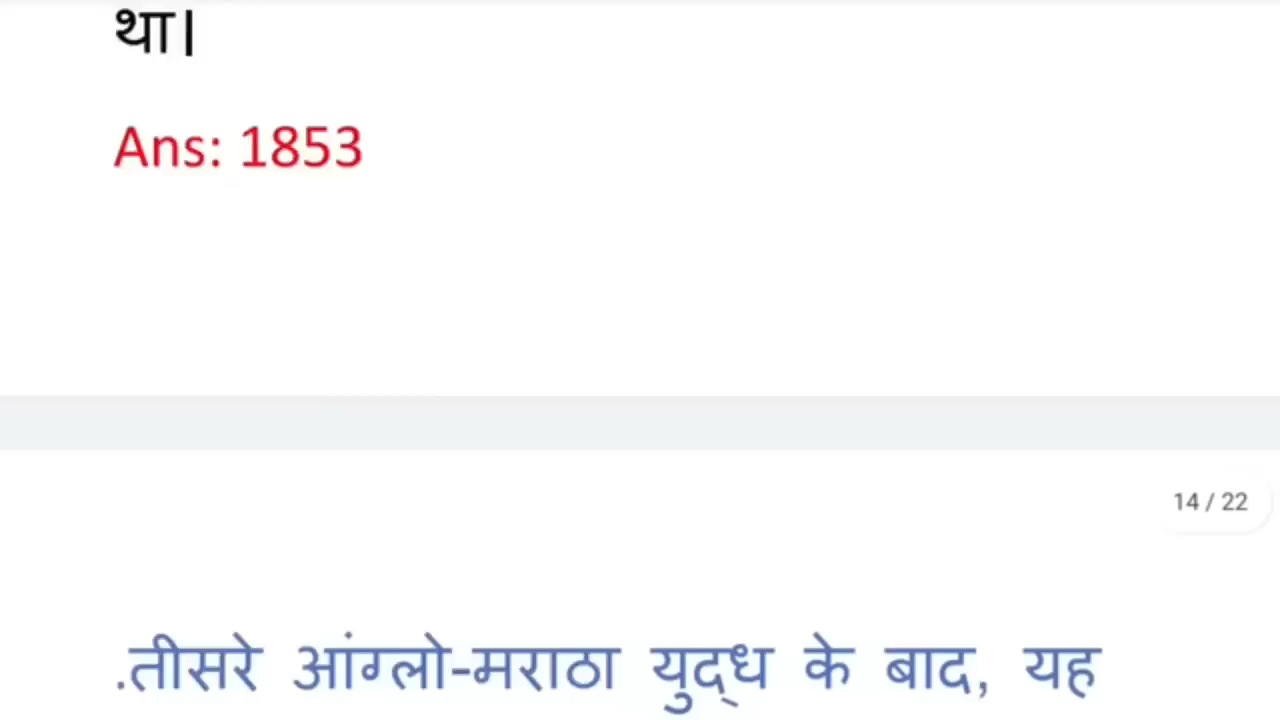 था।
Ans: 1853
14 / 22
.तीसरे आंग्लो-मराठा युद्ध के बाद, यह